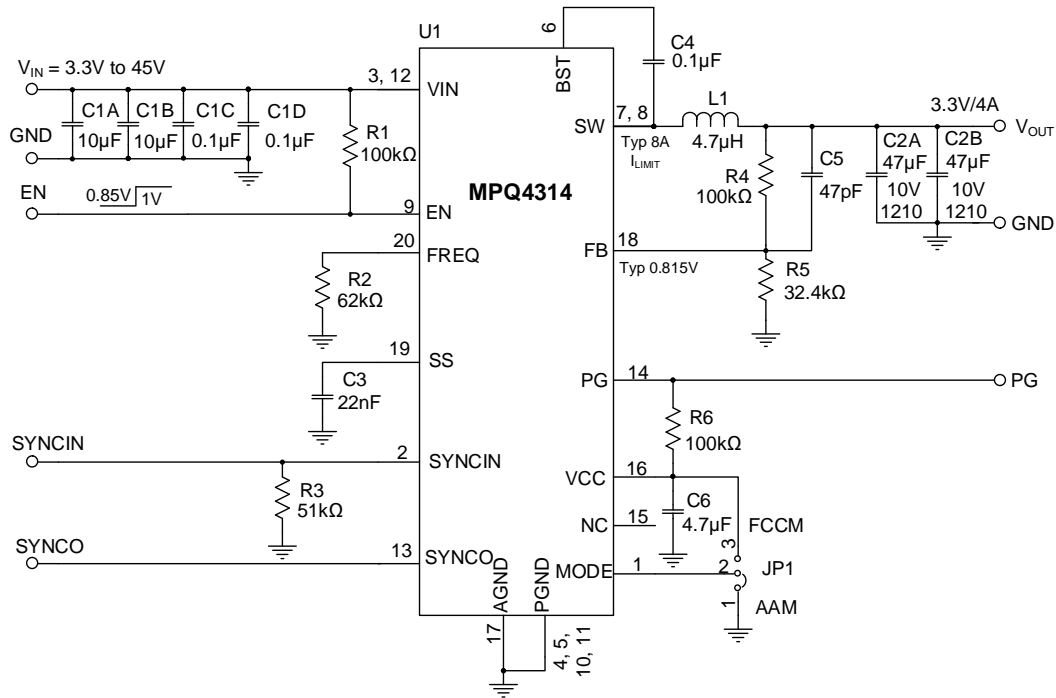 U1
6
C4
0.1µF
BST
V_IN = 3.3V to 45V
3, 12
VIN
C1A
10µF
C1B
10µF
C1C
0.1µF
C1D
0.1µF
GND
R1
100kΩ
EN
0.85V
1V
9
EN
MPQ4314
SW
7, 8
Typ 8A
I_LIMIT
L1
4.7µH
3.3V/4A
V_OUT
R4
100kΩ
C5
47pF
C2A
47µF
10V
1210
C2B
47µF
10V
1210
GND
20
FREQ
R2
62kΩ
FB
18
Typ 0.815V
R5
32.4kΩ
19
SS
C3
22nF
PG
14
PG
R6
100kΩ
SYNCIN
2
SYNCIN
R3
51kΩ
VCC
16
C6
4.7µF
NC
15
FCCM
3
SYNCO
13
SYNCO
MODE
1
2
JP1
1
AAM
AGND
PGND
17
4, 5,
10, 11